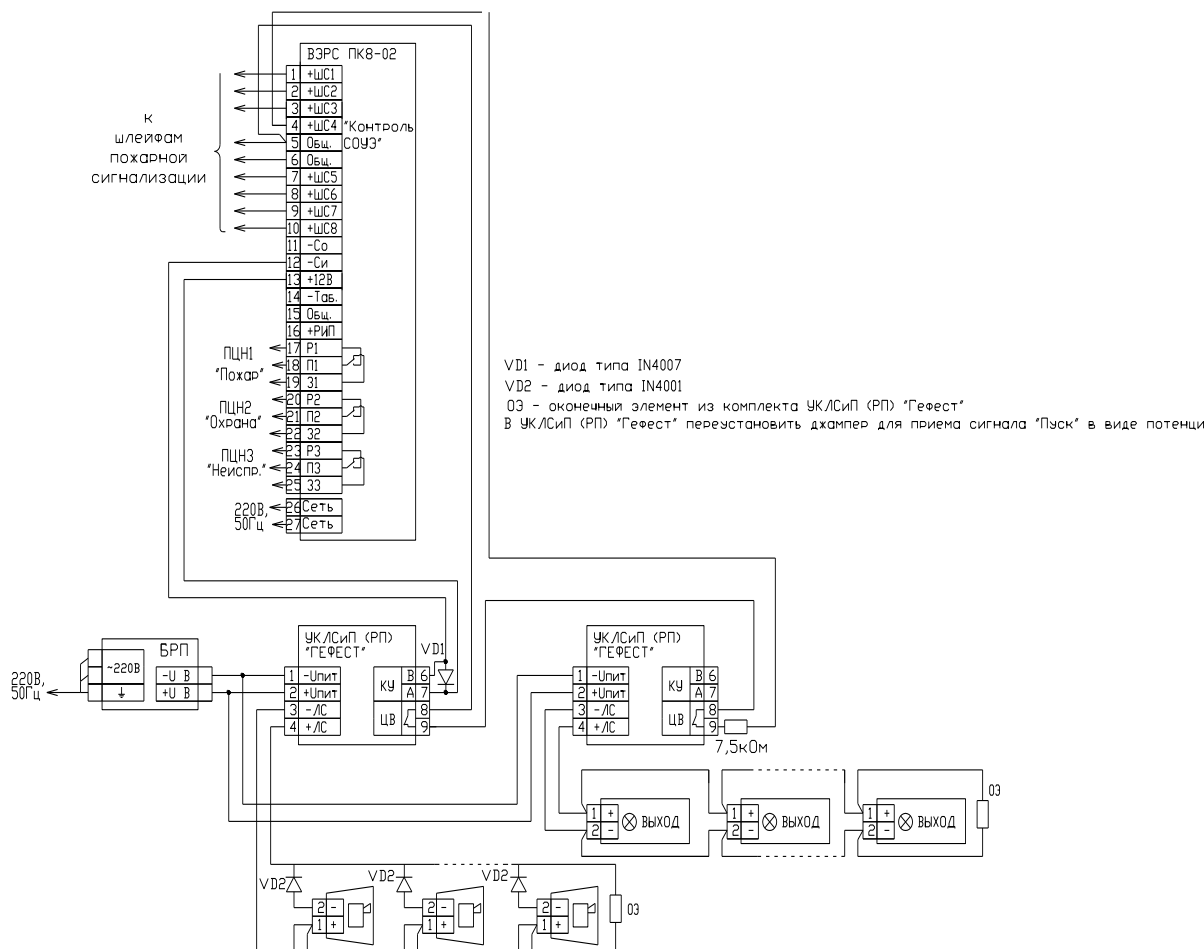 ВЭРС ПК8-02
1 +ШС1
2 +ШС2
3 +ШС3
4 +ШС4 "Контроль
5 Общ. СОУЭ"
6 Общ.
7 +ШС5
8 +ШС6
9 +ШС7
10 +ШС8
11 -Со
12 -Си
13 +12В
14 -Таб.
15 Общ.
16 +РИП
17 Р1
18 П1
19 З1
20 Р2
21 П2
22 З2
23 Р3
24 П3
25 З3
26 Сеть
27 Сеть
к
шлейфам
пожарной
сигнализации
ПЦН1
"Пожар"
ПЦН2
"Охрана"
ПЦН3
"Неиспр."
220В,
50Гц
VD1 - диод типа IN4007
VD2 - диод типа IN4001
ОЭ - оконечный элемент из комплекта УК/СиП (РП) "Гефест"
В УК/СиП (РП) "Гефест" переустановить джампер для приема сигнала "Пуск" в виде потенци
220В,
50Гц
БРП
~220В
-U В
+U В
УК/СиП (РП)
"ГЕФЕСТ"
1 -Uпит
2 +Uпит
3 -ЛС
4 +ЛС
КУ
В 6
А 7
ЦВ
8
9
VD1
УК/СиП (РП)
"ГЕФЕСТ"
1 -Uпит
2 +Uпит
3 -ЛС
4 +ЛС
КУ
В 6
А 7
ЦВ
8
9
7,5кОм
1 +
2 -
ВЫХОД
1 +
2 -
ВЫХОД
1 +
2 -
ВЫХОД
ОЭ
VD2
2 -
1 +
VD2
2 -
1 +
VD2
2 -
1 +
ОЭ